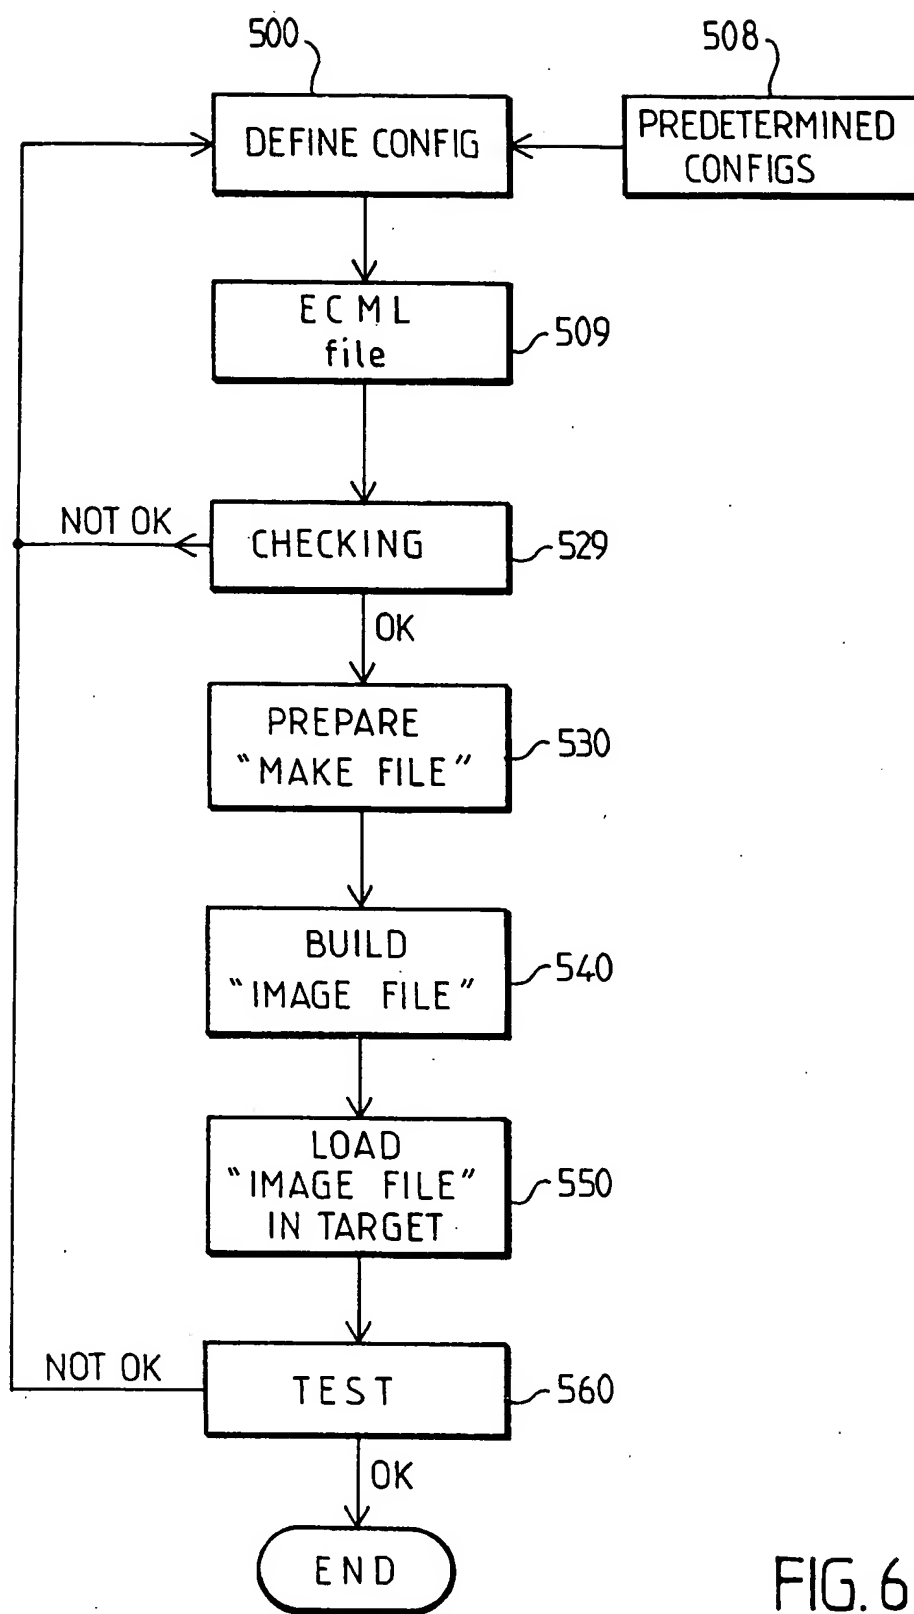 500
508
DEFINE CONFIG
PREDETERMINED
CONFIGS
ECML
file
509
NOT OK
CHECKING
529
OK
PREPARE
"MAKE FILE"
530
BUILD
"IMAGE FILE"
540
LOAD
"IMAGE FILE"
IN TARGET
550
NOT OK
TEST
560
OK
END
FIG. 6